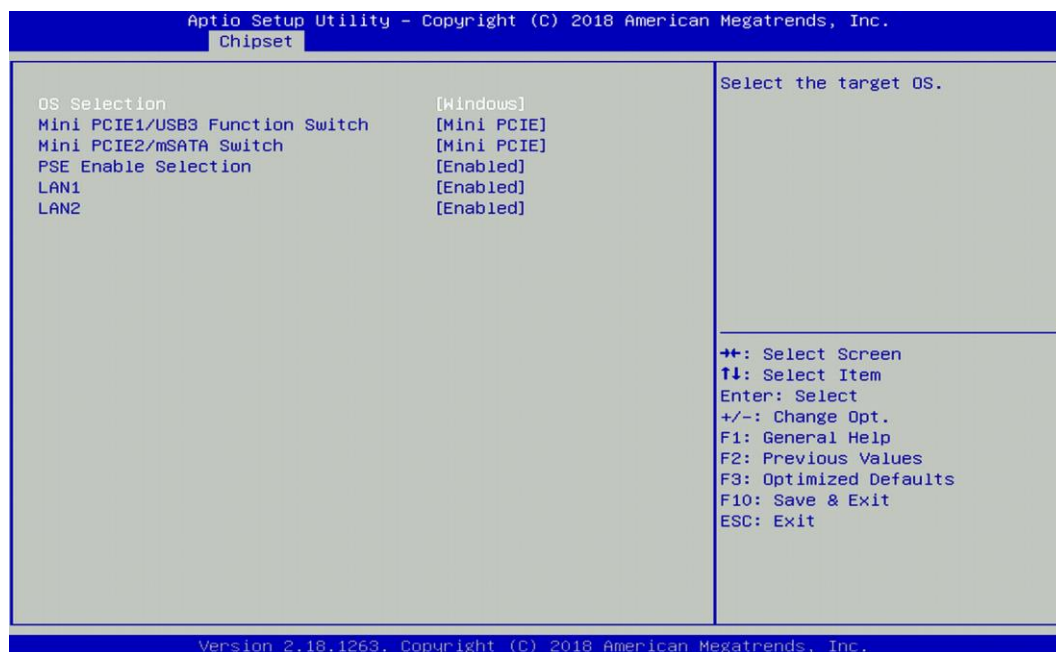 Aptio Setup Utility – Copyright (C) 2018 American Megatrends, Inc.
Chipset
OS Selection [Windows]
Mini PCIE1/USB3 Function Switch [Mini PCIE]
Mini PCIE2/mSATA Switch [Mini PCIE]
PSE Enable Selection [Enabled]
LAN1 [Enabled]
LAN2 [Enabled]
Select the target OS.
→←: Select Screen
↑↓: Select Item
Enter: Select
+/-: Change Opt.
F1: General Help
F2: Previous Values
F3: Optimized Defaults
F10: Save & Exit
ESC: Exit
Version 2.18.1263. Copyright (C) 2018 American Megatrends, Inc.